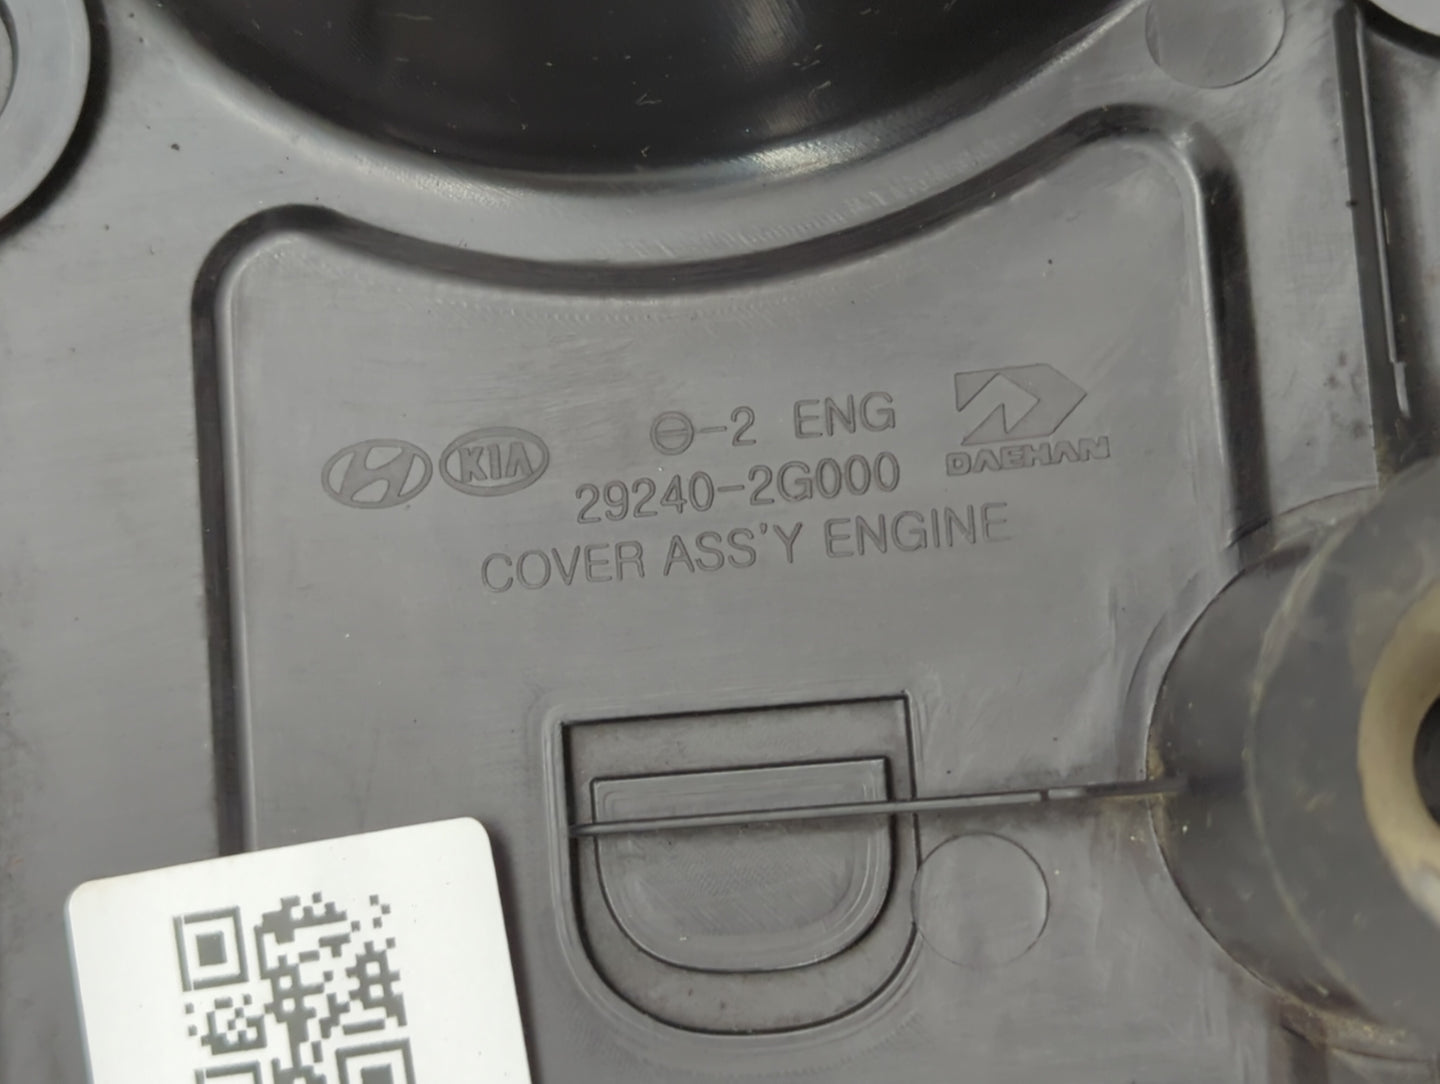 KIA
⊖-2 ENG
DAEHAN
29240-2G000
COVER ASS'Y ENGINE